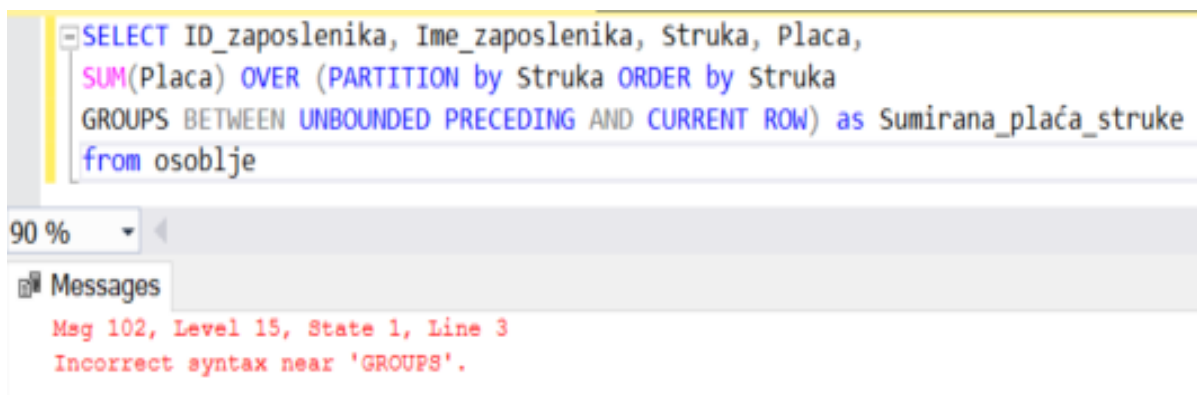 SELECT ID_zaposlenika, Ime_zaposlenika, Struka, Placa,
SUM(Placa) OVER (PARTITION by Struka ORDER by Struka
GROUPS BETWEEN UNBOUNDED PRECEDING AND CURRENT ROW) as Sumirana_plaća_struke
from osoblje
90 %
Messages
Msg 102, Level 15, State 1, Line 3
Incorrect syntax near 'GROUPS'.